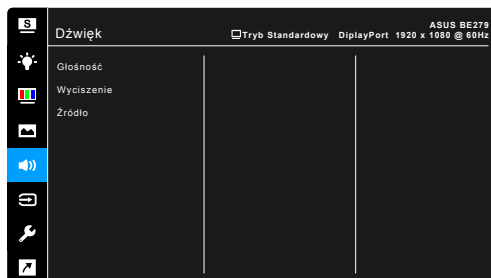 S
ASUS BE279
Dźwięk
Tryb Standardowy DiplayPort 1920 x 1080 @ 60Hz
Głośność
Wyciszenie
Źródło